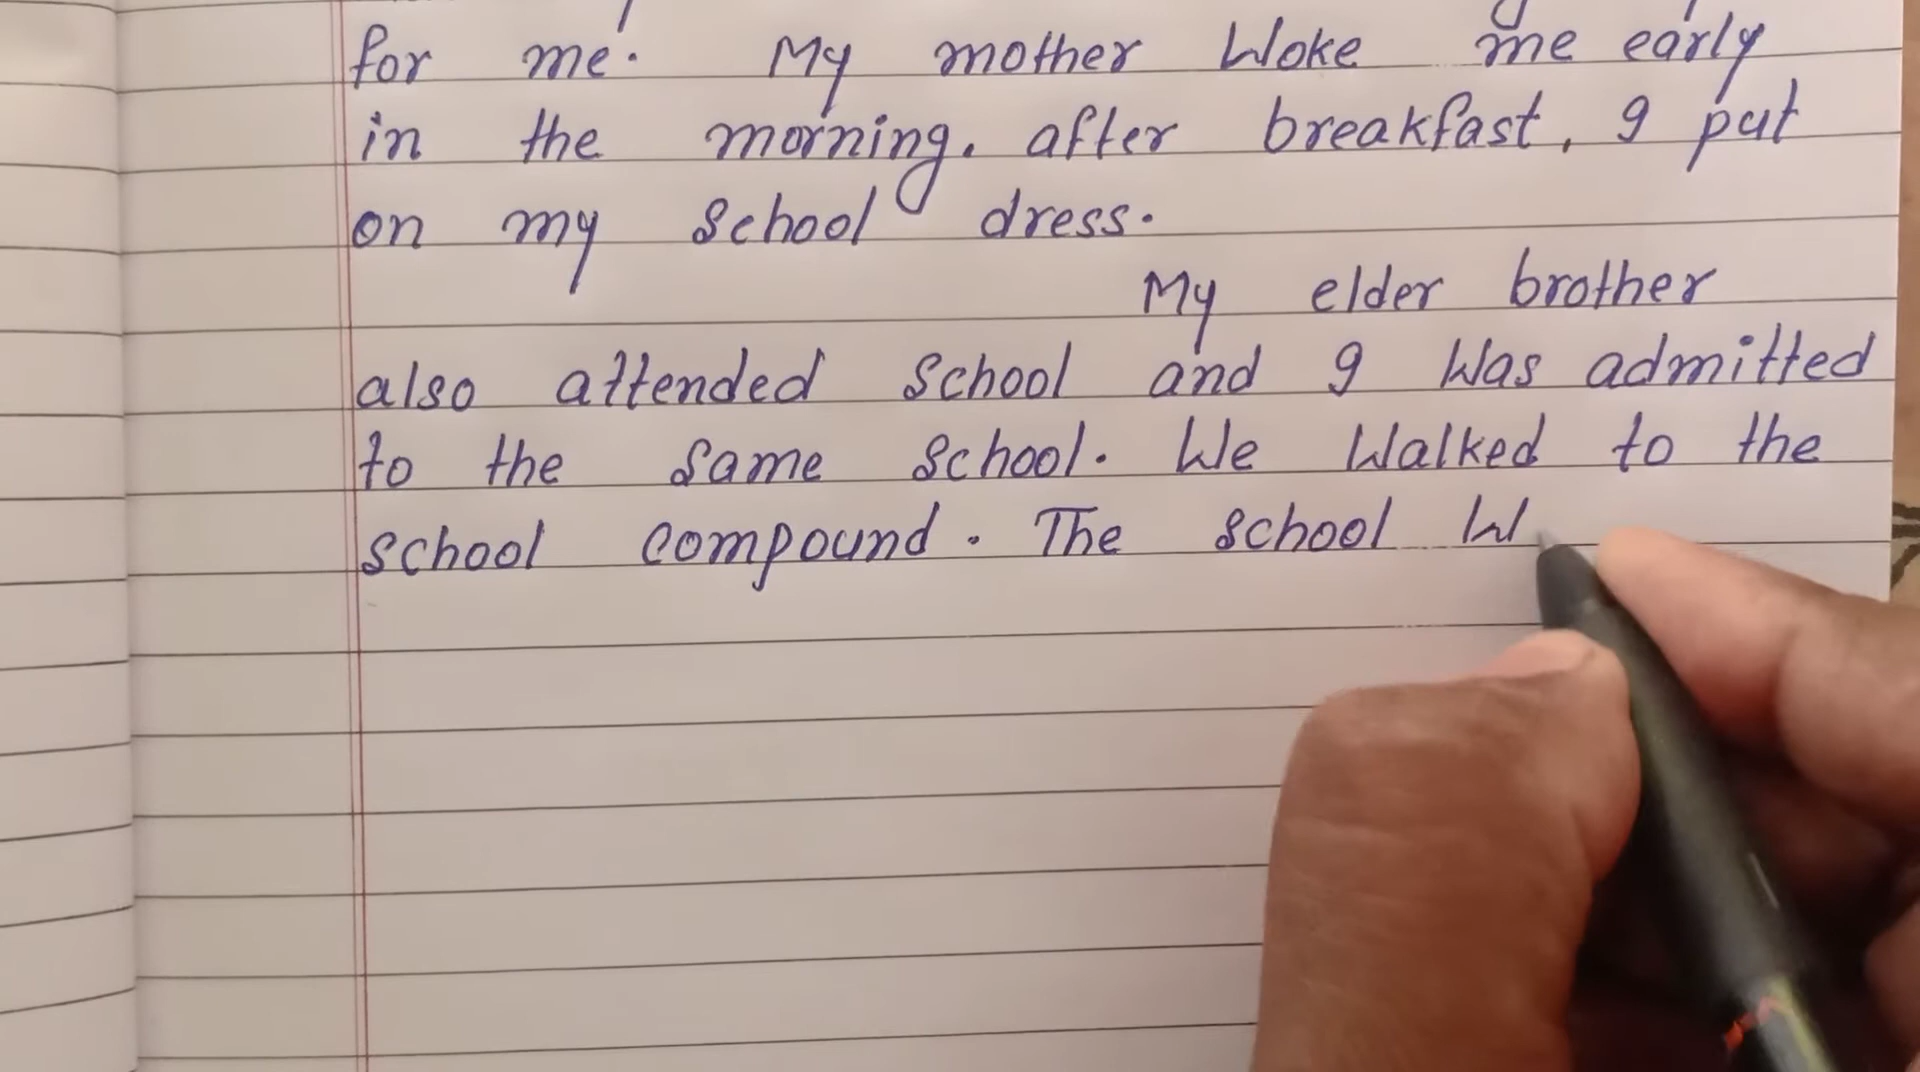 for me. My mother woke me early
in the morning. after breakfast, I put
on my school dress.
My elder brother
also attended school and I was admitted
to the same school. We walked to the
school compound. The school w